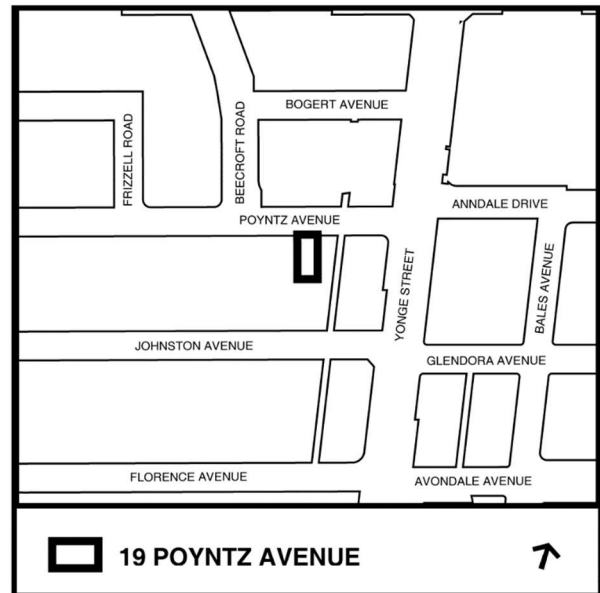 BOGERT AVENUE
FRIZZELL ROAD
BEECROFT ROAD
ANNDALE DRIVE
POYNTZ AVENUE
YONGE STREET
BALES AVENUE
JOHNSTON AVENUE
GLENDORA AVENUE
FLORENCE AVENUE
AVONDALE AVENUE
19 POYNTZ AVENUE